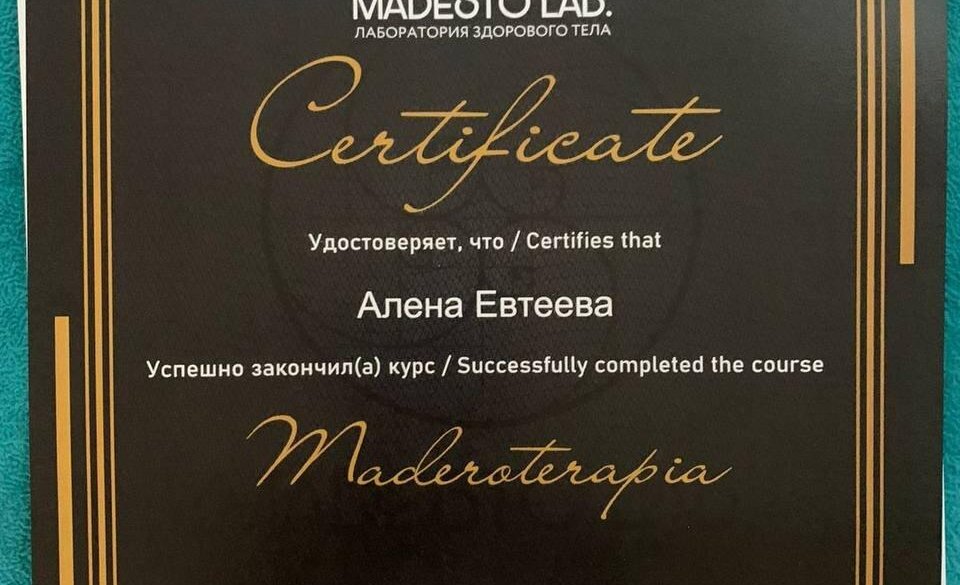 ЛАБОРАТОРИЯ ЗДОРОВОГО ТЕЛА
Certificate
Удостоверяет, что / Certifies that
Алена Евтеева
Успешно закончил(а) курс / Successfully completed the course
Maderoterapia